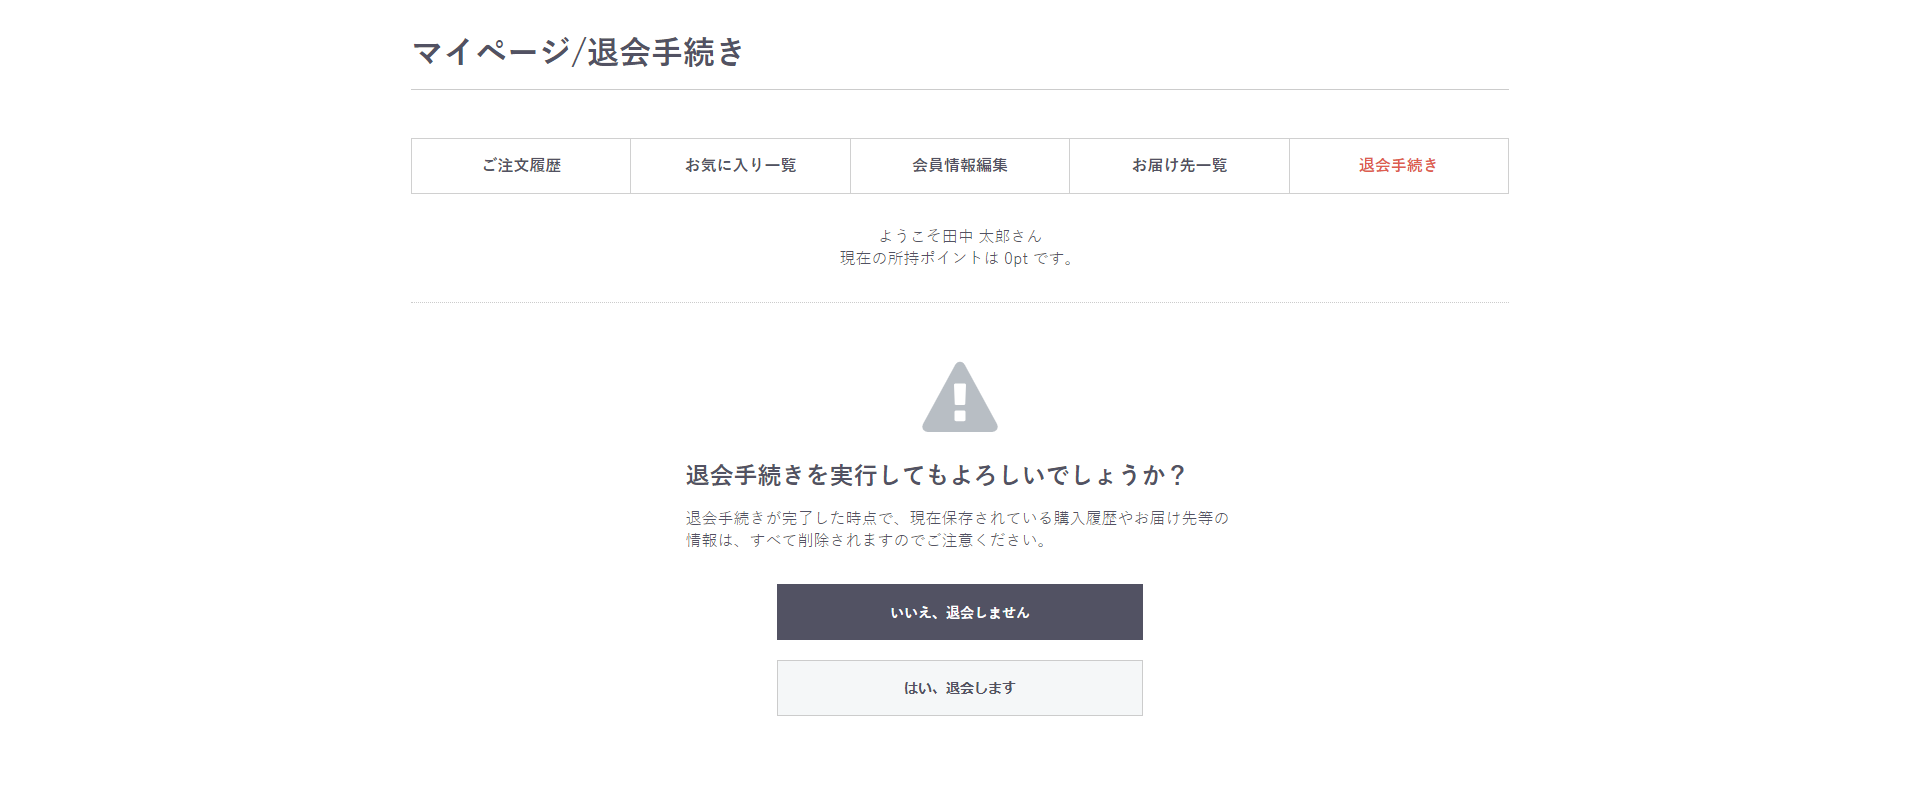 マイページ/退会手続き
ご注文履歴
お気に入り一覧
会員情報編集
お届け先一覧
退会手続き
ようこそ田中 太郎さん
現在の所持ポイントは 0pt です。
退会手続きを実行してもよろしいでしょうか？
退会手続きが完了した時点で、現在保存されている購入履歴やお届け先等の
情報は、すべて削除されますのでご注意ください。
いいえ、退会しません
はい、退会します